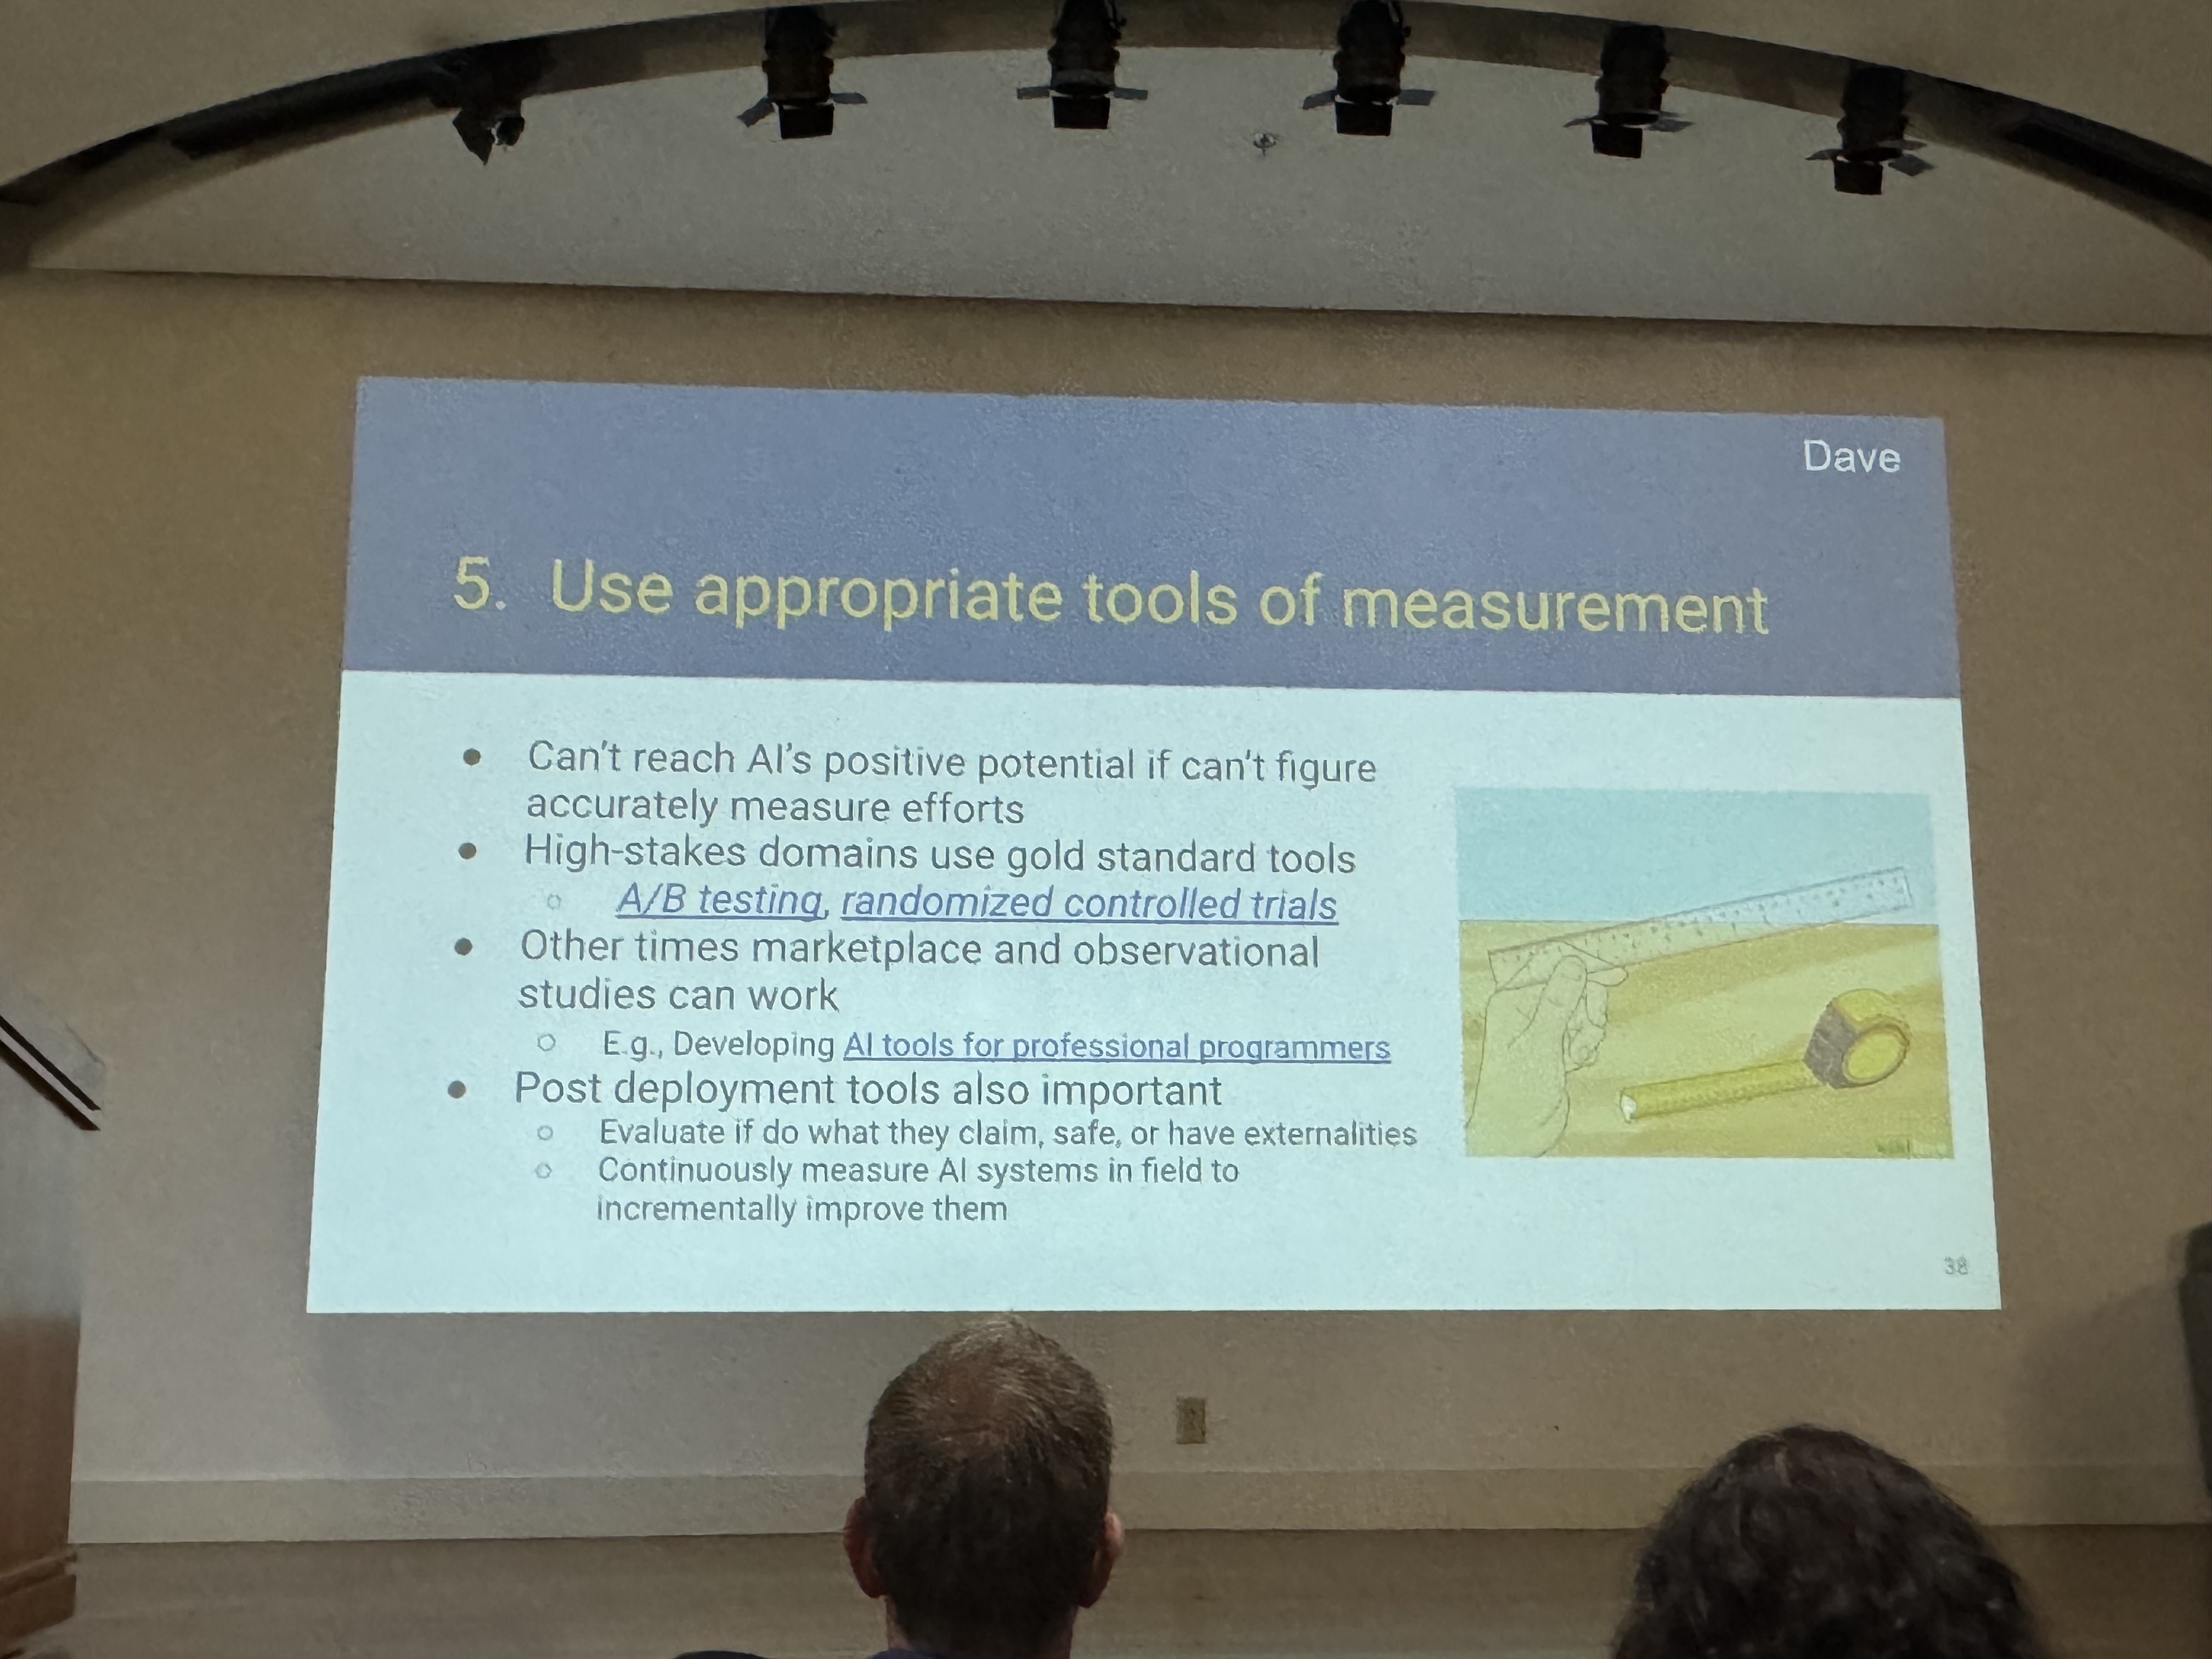 Dave
5. Use appropriate tools of measurement
● Can't reach AI's positive potential if can't figure
accurately measure efforts
● High-stakes domains use gold standard tools
○ A/B testing, randomized controlled trials
● Other times marketplace and observational
studies can work
○ E.g., Developing AI tools for professional programmers
● Post deployment tools also important
○ Evaluate if do what they claim, safe, or have externalities
○ Continuously measure AI systems in field to
incrementally improve them
38